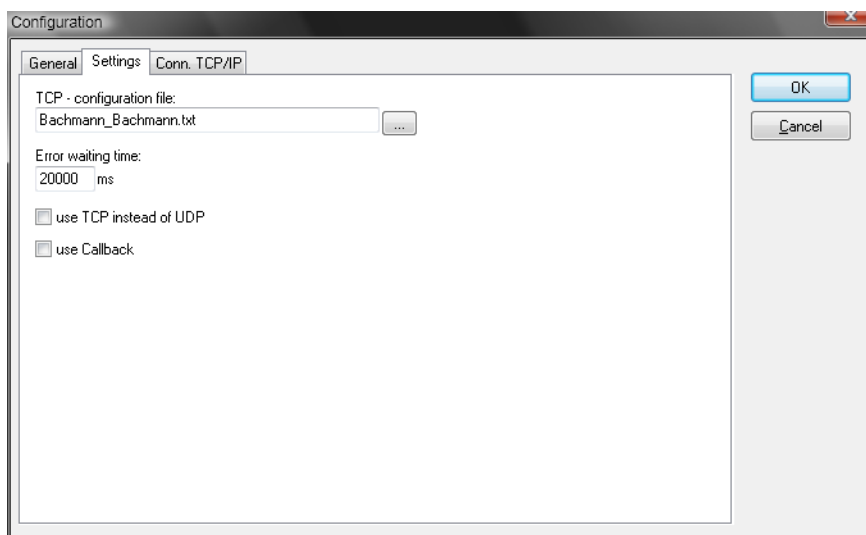 Configuration
General Settings Conn. TCP/IP
TCP - configuration file:
Bachmann_Bachmann.txt ...
Error waiting time:
20000 ms
use TCP instead of UDP
use Callback
OK
Cancel